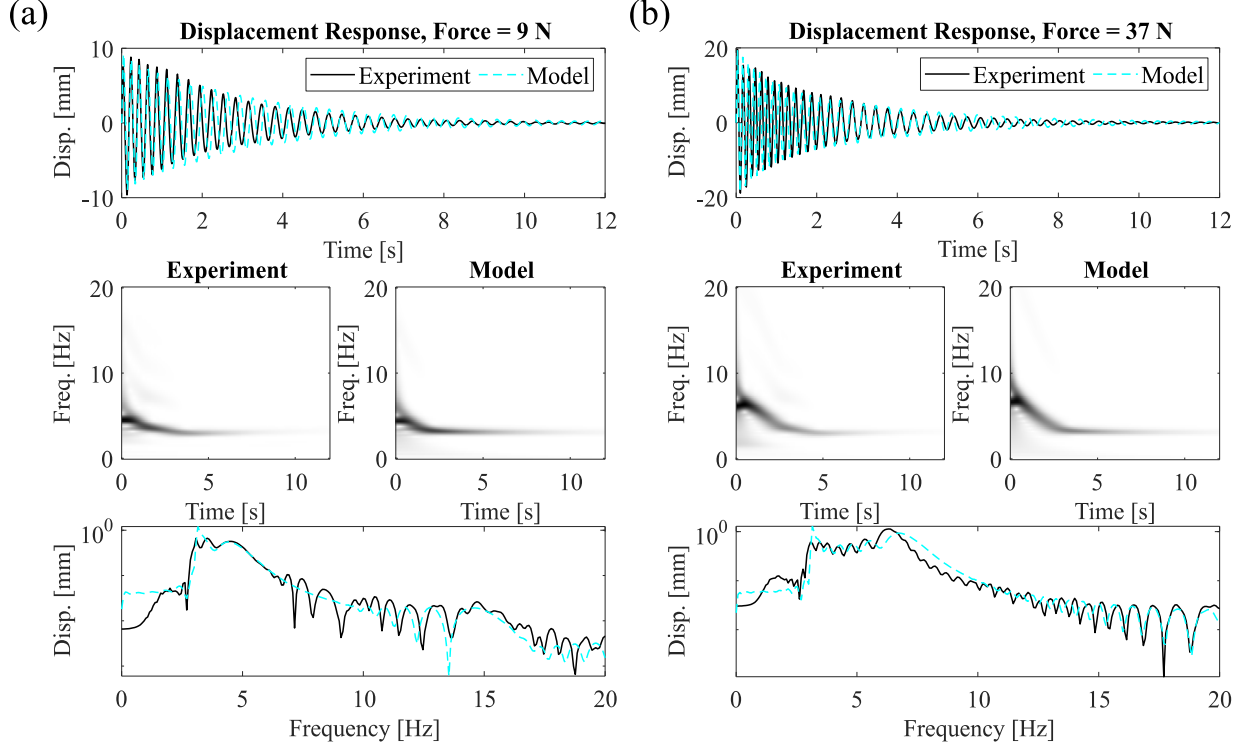 (a)
Displacement Response, Force = 9 N
Experiment Model
Disp. [mm]
10
0
-10
0 2 4 6 8 10 12
Time [s]
Experiment
Freq. [Hz]
20
10
0
0 5 10
Time [s]
Model
Freq. [Hz]
20
10
0
0 5 10
Time [s]
Disp. [mm]
10^0
0 5 10 15 20
Frequency [Hz]
(b)
Displacement Response, Force = 37 N
Experiment Model
Disp. [mm]
20
0
-20
0 2 4 6 8 10 12
Time [s]
Experiment
Freq. [Hz]
20
10
0
0 5 10
Time [s]
Model
Freq. [Hz]
20
10
0
0 5 10
Time [s]
Disp. [mm]
10^0
0 5 10 15 20
Frequency [Hz]